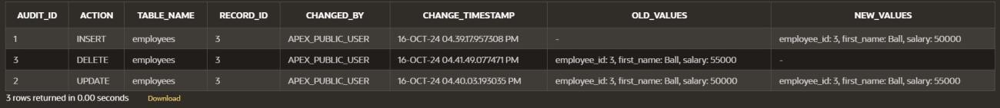 AUDIT_ID ACTION TABLE_NAME RECORD_ID CHANGED_BY CHANGE_TIMESTAMP OLD_VALUES NEW_VALUES
1 INSERT employees 3 APEX_PUBLIC_USER 16-OCT-24 04.39.17.957308 PM - employee_id: 3, first_name: Ball, salary: 50000
3 DELETE employees 3 APEX_PUBLIC_USER 16-OCT-24 04.41.49.077471 PM employee_id: 3, first_name: Ball, salary: 55000 -
2 UPDATE employees 3 APEX_PUBLIC_USER 16-OCT-24 04.40.03.193035 PM employee_id: 3, first_name: Ball, salary: 50000 employee_id: 3, first_name: Ball, salary: 55000
3 rows returned in 0.00 seconds Download